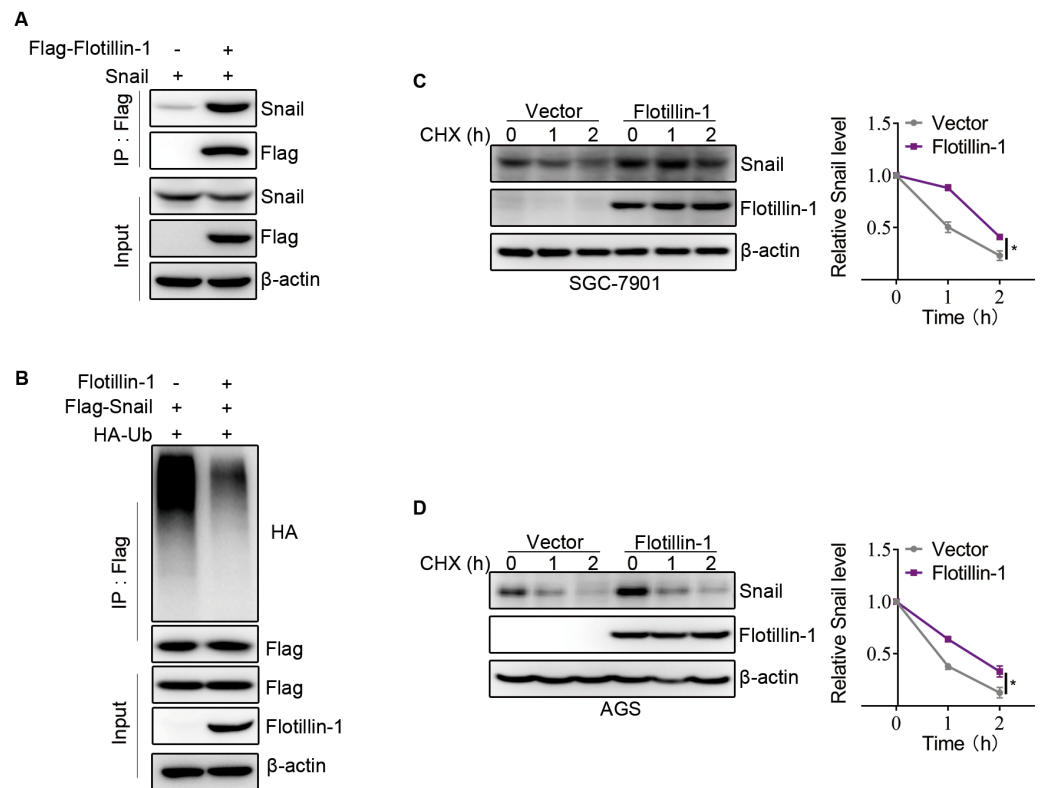 A
Flag-Flotillin-1 - +
Snail + +
IP : Flag
Snail
Flag
Input
Snail
Flag
β-actin
B
Flotillin-1 - +
Flag-Snail + +
HA-Ub + +
IP : Flag
HA
Flag
Input
Flag
Flotillin-1
β-actin
C
Vector Flotillin-1
CHX (h) 0 1 2 0 1 2
Snail
Flotillin-1
β-actin
SGC-7901
Relative Snail level
1.5
1.0
0.5
Vector
Flotillin-1
*
0 1 2
Time (h)
D
Vector Flotillin-1
CHX (h) 0 1 2 0 1 2
Snail
Flotillin-1
β-actin
AGS
Relative Snail level
1.5
1.0
0.5
Vector
Flotillin-1
*
0 1 2
Time (h)